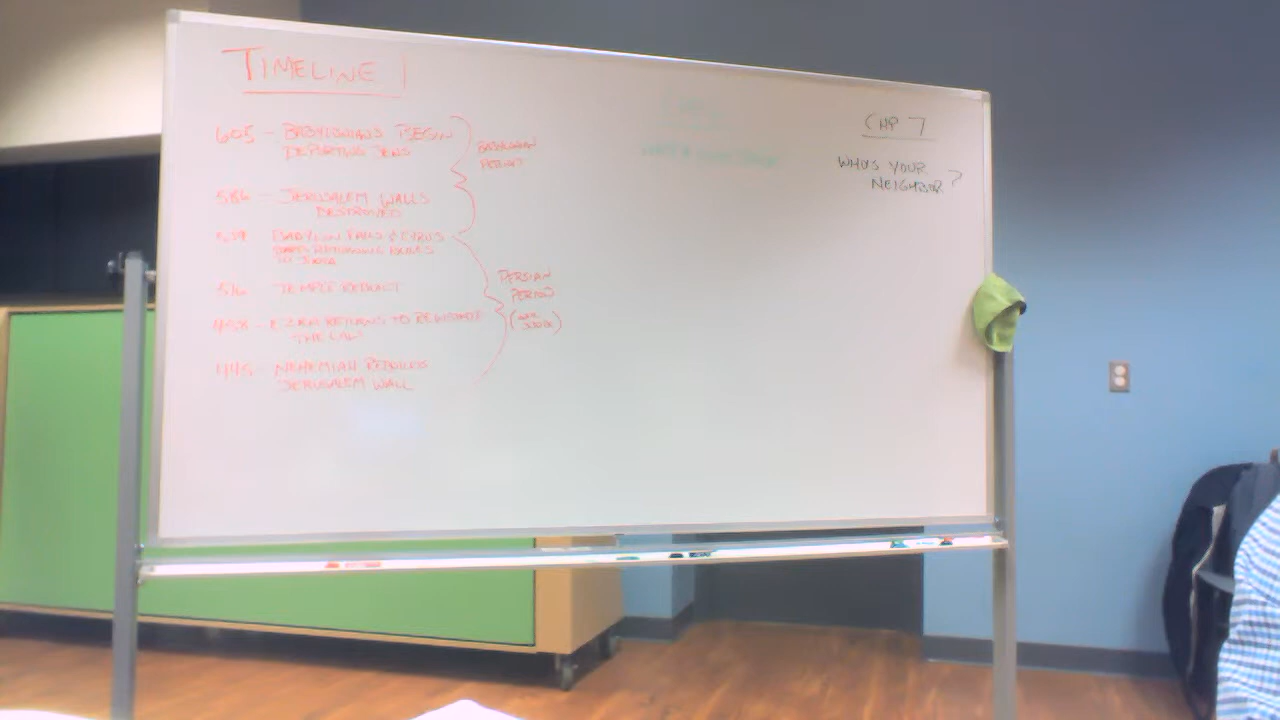 TIMELINE
605 - BABYLONIANS BEGIN
DEPORTING JEWS
BABYLONIAN
PERIOD
586 - JERUSALEM WALLS
DESTROYED
539 BABYLON FALLS & CYRUS
RETURNING
IN
516 TEMPLE REBUILT
458 - EZRA RETURNS TO
THE LAW
445 NEHEMIAH REBUILDS
JERUSALEM WALL
PERSIAN
PERIOD
CHP 7
WHO'S YOUR
NEIGHBOR?